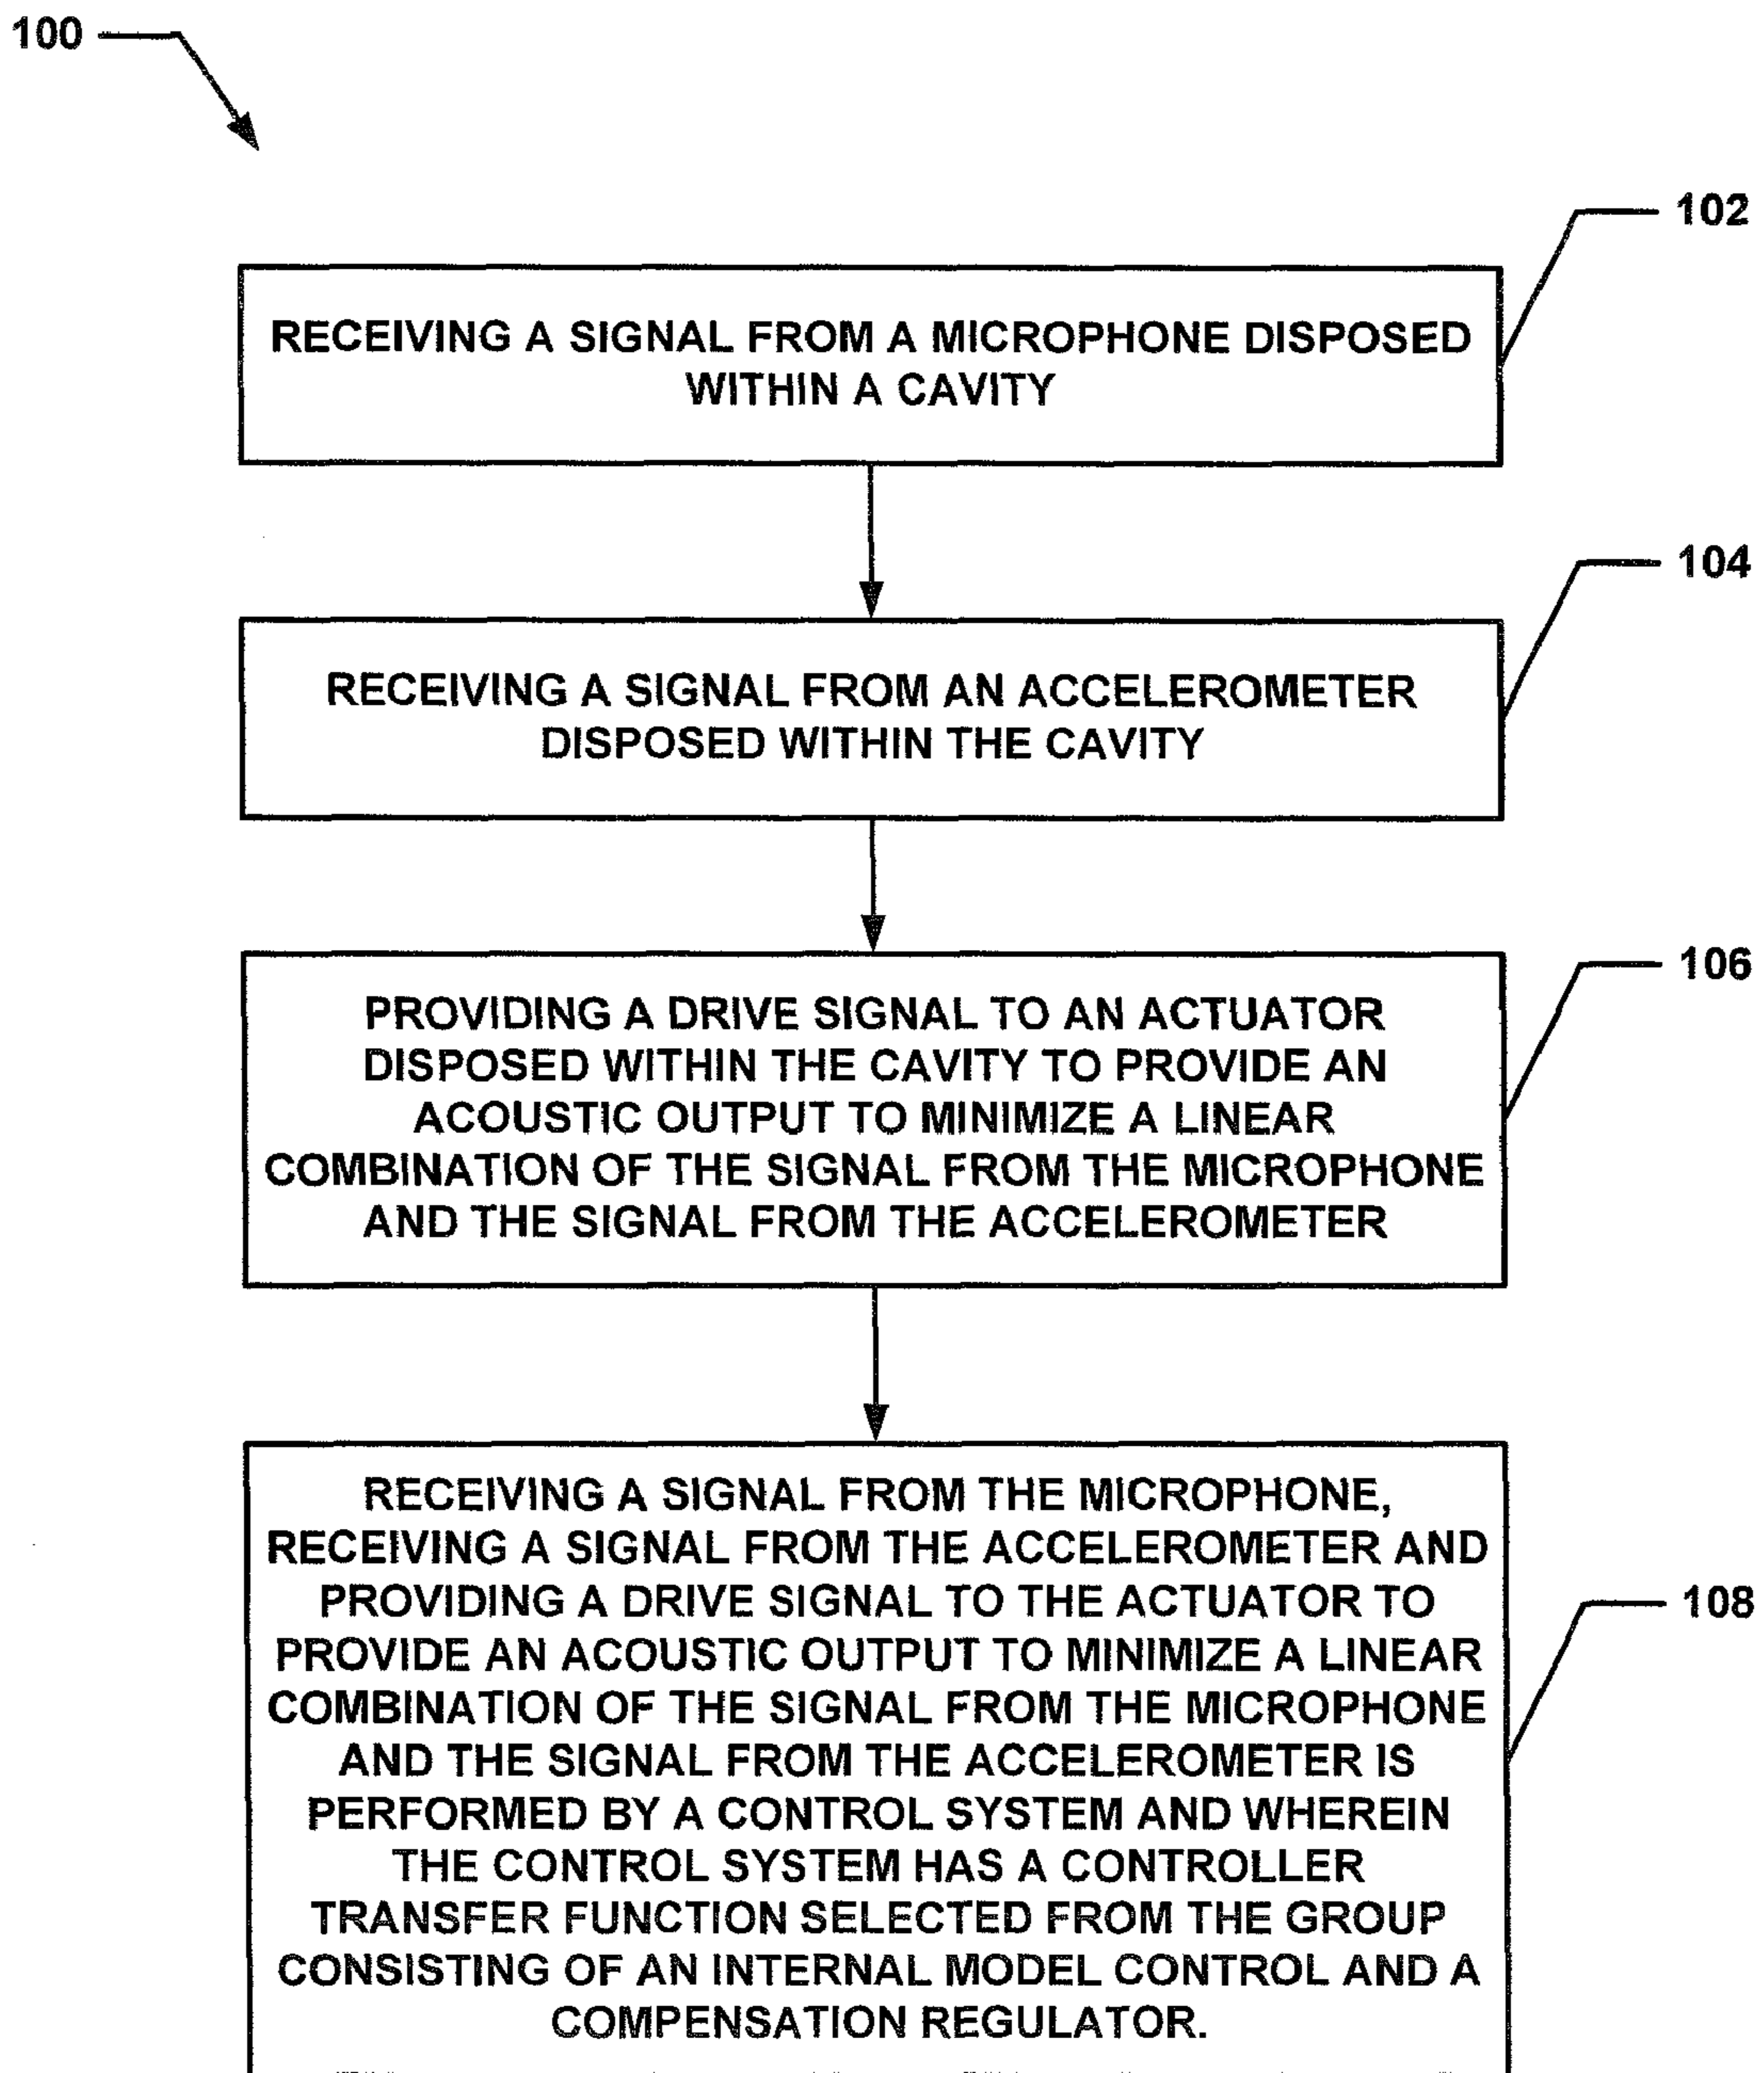 100
102
RECEIVING A SIGNAL FROM A MICROPHONE DISPOSED
WITHIN A CAVITY
104
RECEIVING A SIGNAL FROM AN ACCELEROMETER
DISPOSED WITHIN THE CAVITY
106
PROVIDING A DRIVE SIGNAL TO AN ACTUATOR
DISPOSED WITHIN THE CAVITY TO PROVIDE AN
ACOUSTIC OUTPUT TO MINIMIZE A LINEAR
COMBINATION OF THE SIGNAL FROM THE MICROPHONE
AND THE SIGNAL FROM THE ACCELEROMETER
108
RECEIVING A SIGNAL FROM THE MICROPHONE,
RECEIVING A SIGNAL FROM THE ACCELEROMETER AND
PROVIDING A DRIVE SIGNAL TO THE ACTUATOR TO
PROVIDE AN ACOUSTIC OUTPUT TO MINIMIZE A LINEAR
COMBINATION OF THE SIGNAL FROM THE MICROPHONE
AND THE SIGNAL FROM THE ACCELEROMETER IS
PERFORMED BY A CONTROL SYSTEM AND WHEREIN
THE CONTROL SYSTEM HAS A CONTROLLER
TRANSFER FUNCTION SELECTED FROM THE GROUP
CONSISTING OF AN INTERNAL MODEL CONTROL AND A
COMPENSATION REGULATOR.